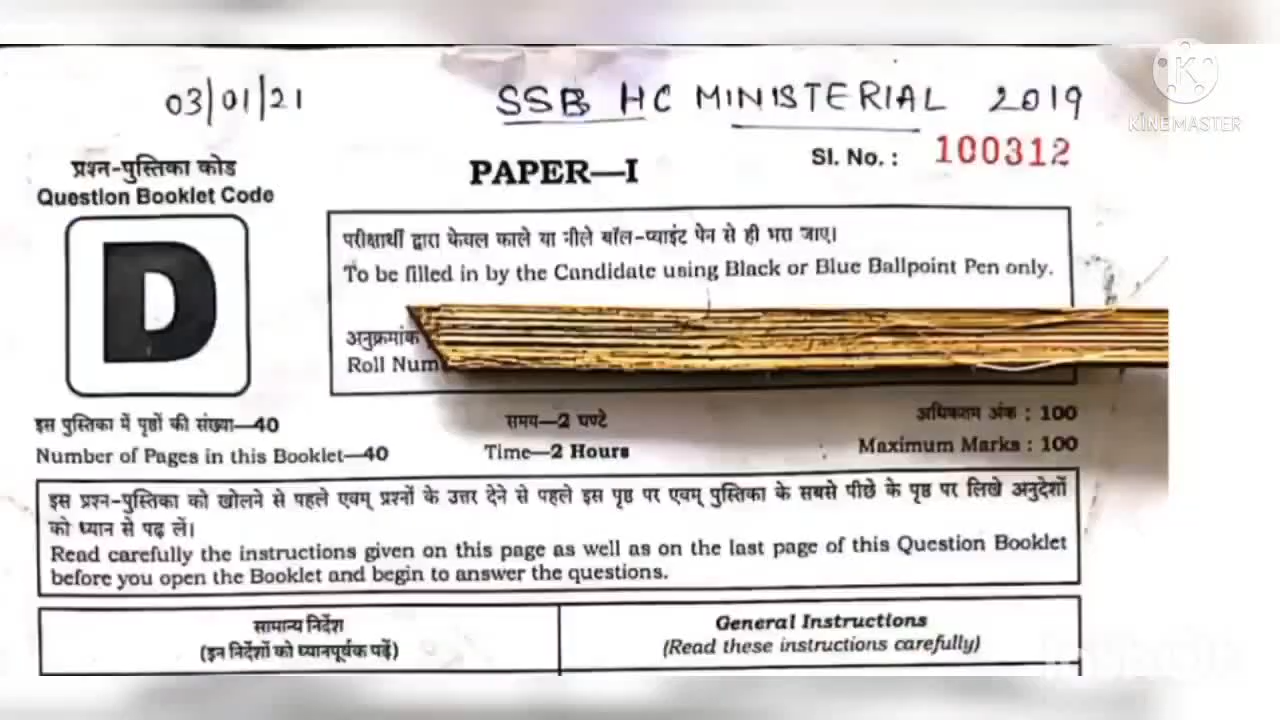 03/01/21
SSB HC MINISTERIAL 2019
K
KINEMASTER
प्रश्न-पुस्तिका कोड
Question Booklet Code
D
PAPER—I
Sl. No. : 100312
परीक्षार्थी द्वारा केवल काले या नीले बॉल-प्वाइंट पेन से ही भरा जाए।
To be filled in by the Candidate using Black or Blue Ballpoint Pen only.
अनुक्रमांक
Roll Num
इस पुस्तिका में पृष्ठों की संख्या—40
Number of Pages in this Booklet—40
समय—2 घण्टे
Time—2 Hours
अधिकतम अंक : 100
Maximum Marks : 100
इस प्रश्न-पुस्तिका को खोलने से पहले एवम् प्रश्नों के उत्तर देने से पहले इस पृष्ठ पर एवम् पुस्तिका के सबसे पीछे के पृष्ठ पर लिखे अनुदेशों
को ध्यान से पढ़ लें।
Read carefully the instructions given on this page as well as on the last page of this Question Booklet
before you open the Booklet and begin to answer the questions.
सामान्य निर्देश
(इन निर्देशों को ध्यानपूर्वक पढ़ें)
General Instructions
(Read these instructions carefully)